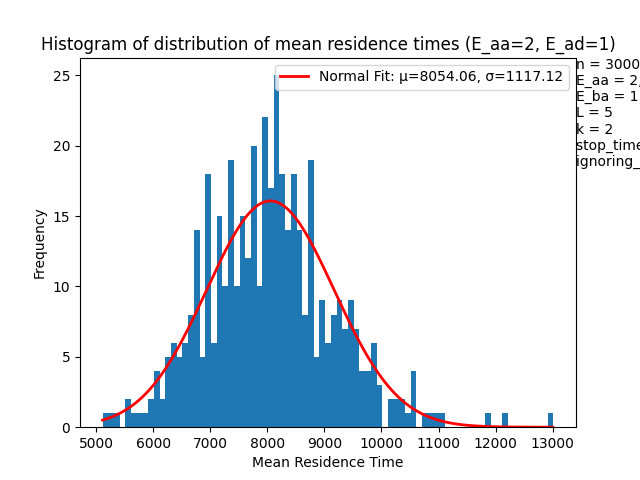 Histogram of distribution of mean residence times (E_aa=2, E_ad=1)
Normal Fit: μ=8054.06, σ=1117.12
n = 3000
E_aa = 2,
E_ba = 1
L = 5
k = 2
stop_time
ignoring_
Frequency
25
20
15
10
5
0
5000 6000 7000 8000 9000 10000 11000 12000 13000
Mean Residence Time